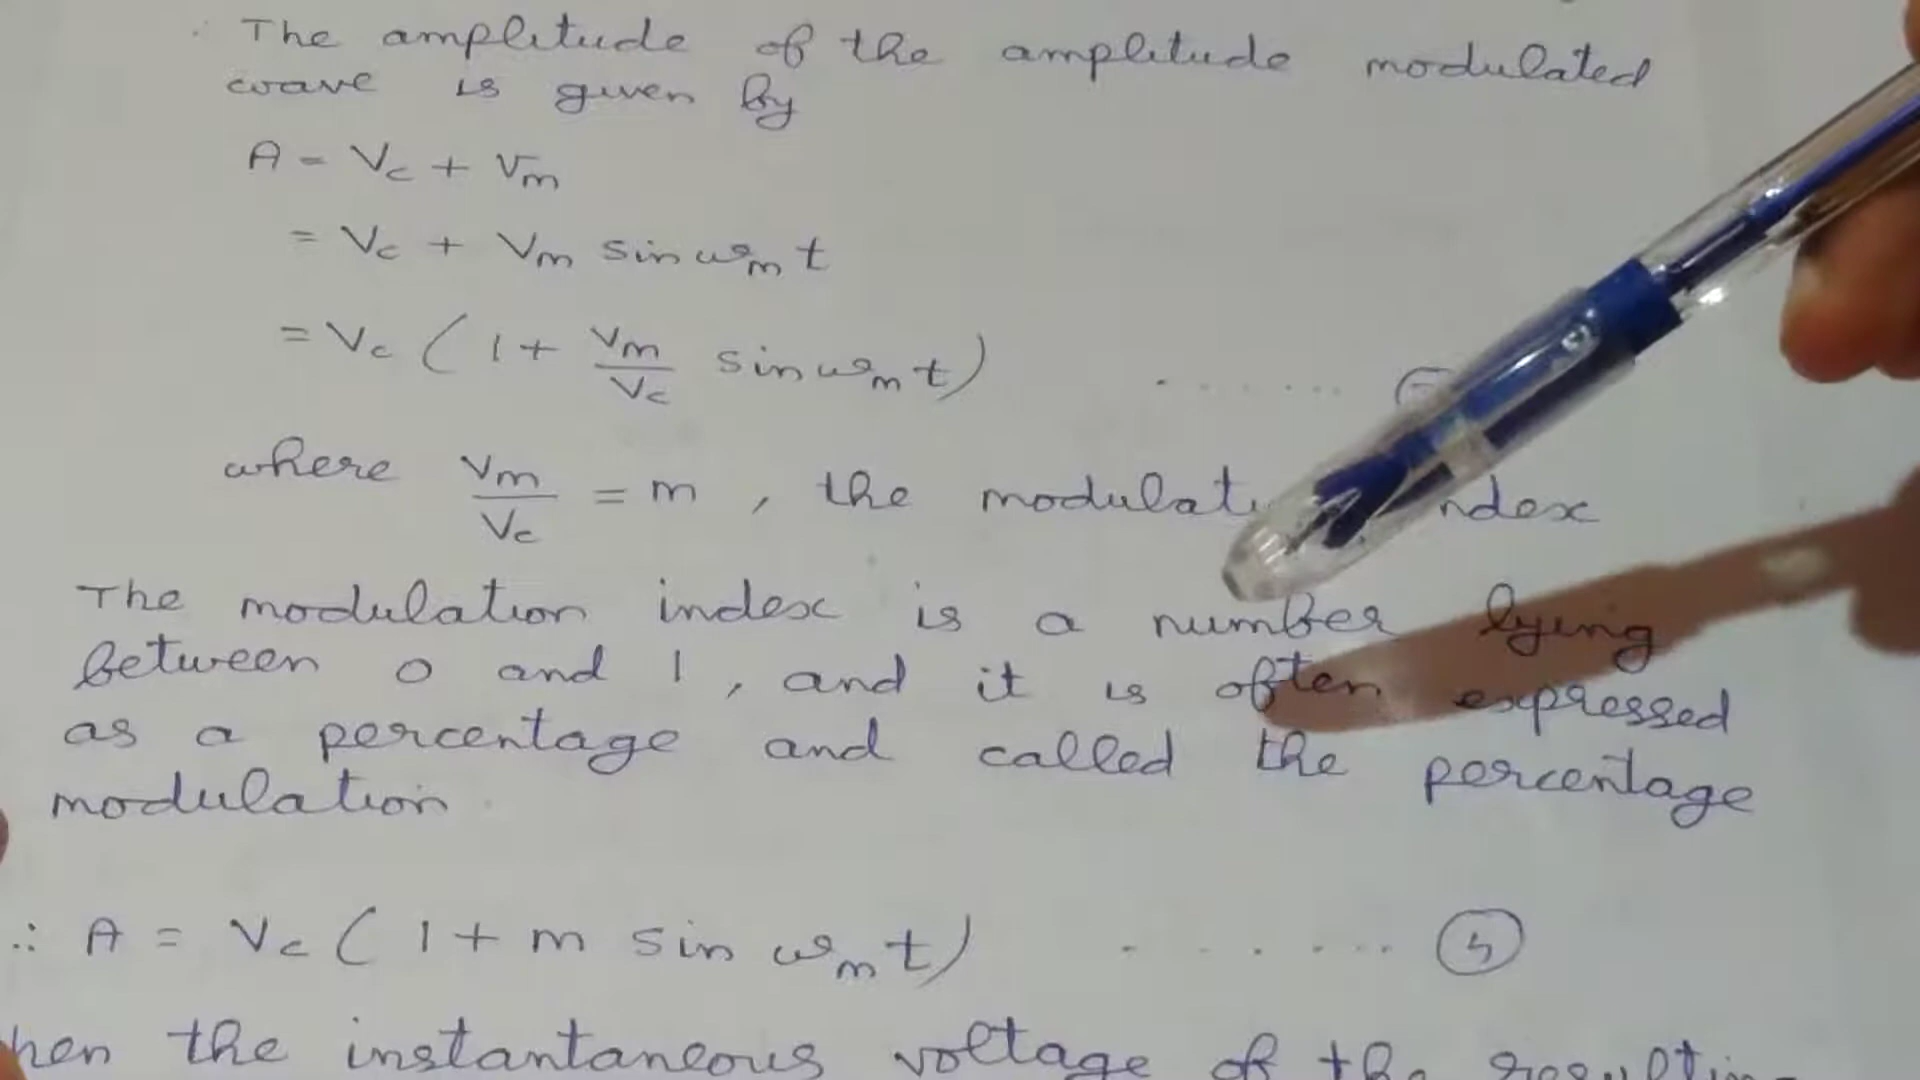 The amplitude of the amplitude modulated
wave is given by
A = Vc + vm
= Vc + Vm sin ωm t
= Vc ( 1 + Vm/Vc sin ωm t)
where Vm/Vc = m , the index
The modulation index is a number lying
between 0 and 1 , and it is often expressed
as a percentage and called the percentage
modulation
∴ A = Vc ( 1 + m sin ωm t) ....... ④
the instantaneous voltage of the